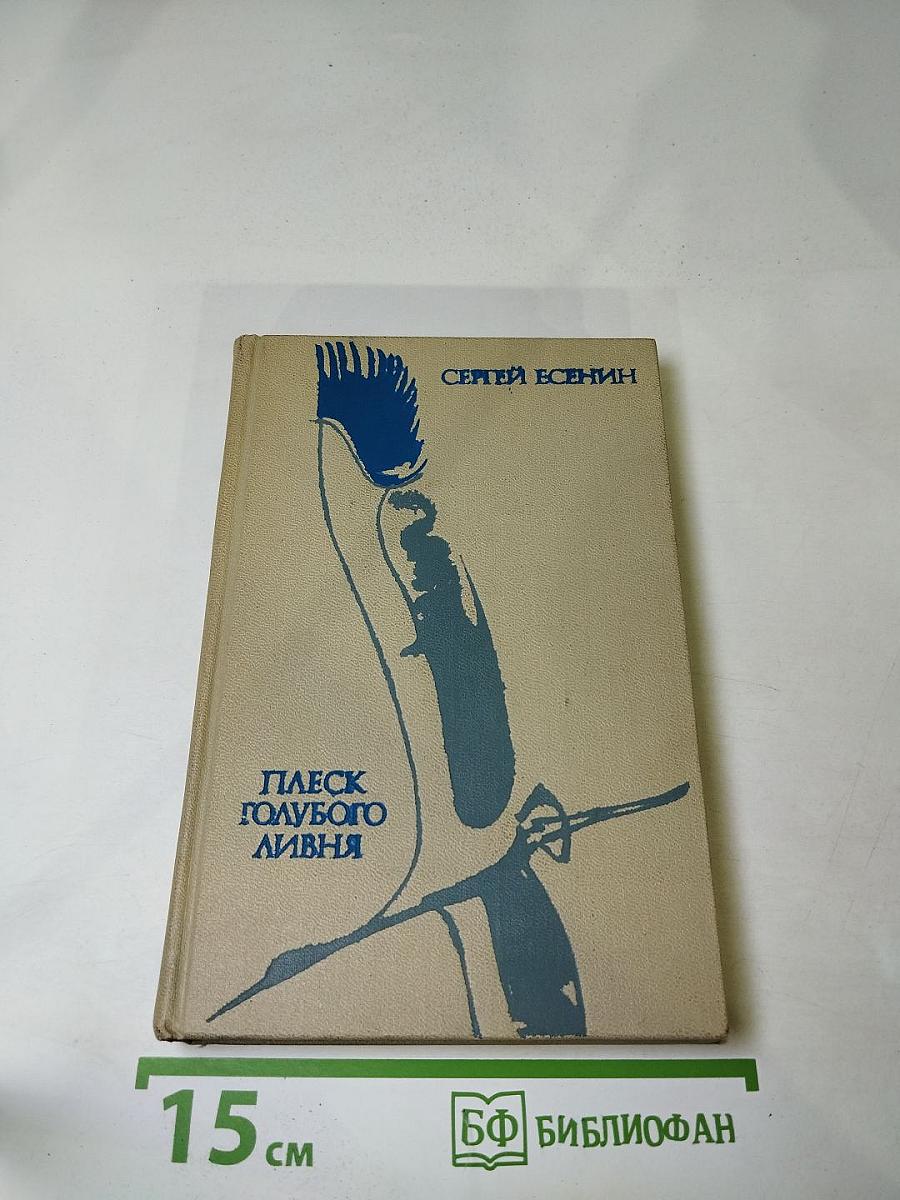 СЕРГЕЙ ЕСЕНИН
ПЛЕСК
ГОЛУБОГО
ЛИВНЯ
15 см
БФ БИБЛИОФАН